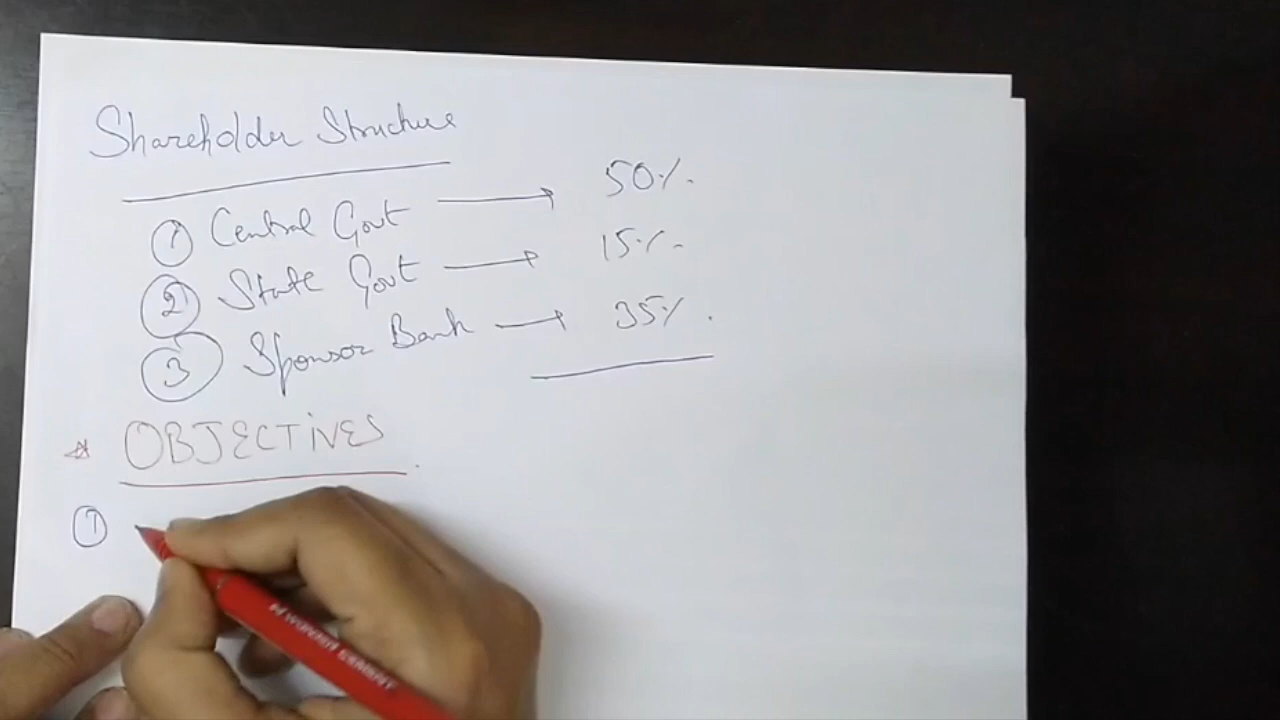 Shareholder Structure
① Central Govt → 50%.
② State Govt → 15%.
③ Sponsor Bank → 35%.
☆ OBJECTIVES
①